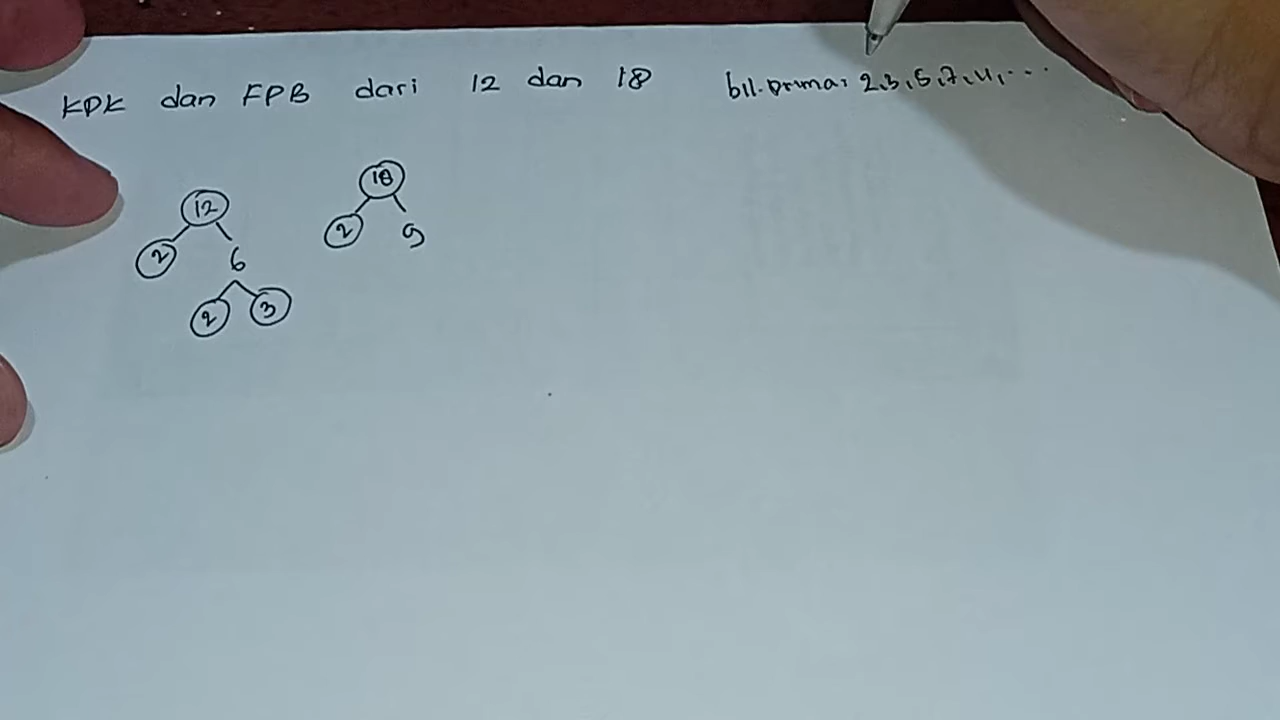 KPK dan FPB dari 12 dan 18 bil. prima: 2, 3, 5, 7, 11, ...
12 18
2 6 2 9
2 3